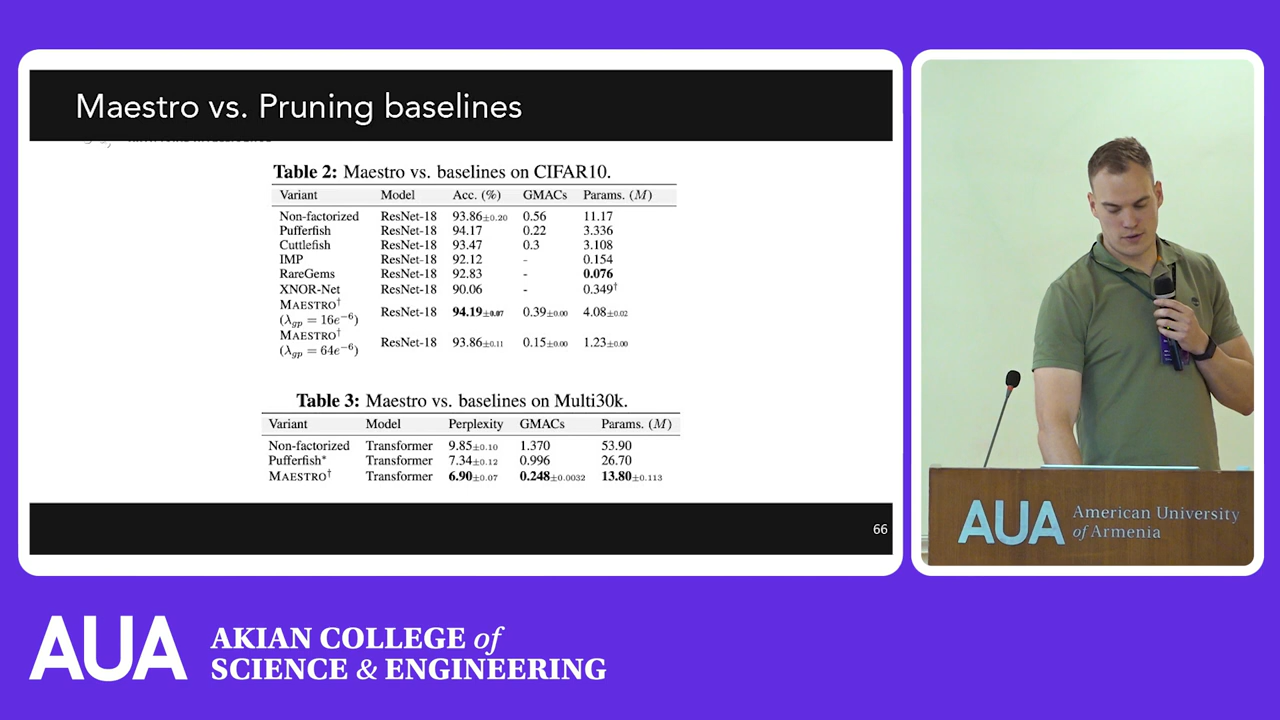 Maestro vs. Pruning baselines
Table 2: Maestro vs. baselines on CIFAR10.
Variant Model Acc. (%) GMACs Params. (M)
Non-factorized ResNet-18 93.86±0.20 0.56 11.17
Pufferfish ResNet-18 94.17 0.22 3.336
Cuttlefish ResNet-18 93.47 0.3 3.108
IMP ResNet-18 92.12 - 0.154
RareGems ResNet-18 92.83 - 0.076
XNOR-Net ResNet-18 90.06 - 0.349†
MAESTRO†
(λgp = 16e⁻⁶) ResNet-18 94.19±0.07 0.39±0.00 4.08±0.02
MAESTRO†
(λgp = 64e⁻⁶) ResNet-18 93.86±0.11 0.15±0.00 1.23±0.00
Table 3: Maestro vs. baselines on Multi30k.
Variant Model Perplexity GMACs Params. (M)
Non-factorized Transformer 9.85±0.10 1.370 53.90
Pufferfish* Transformer 7.34±0.12 0.996 26.70
MAESTRO† Transformer 6.90±0.07 0.248±0.0032 13.80±0.113
66
AUA American University
of Armenia
AUA AKIAN COLLEGE of
SCIENCE & ENGINEERING